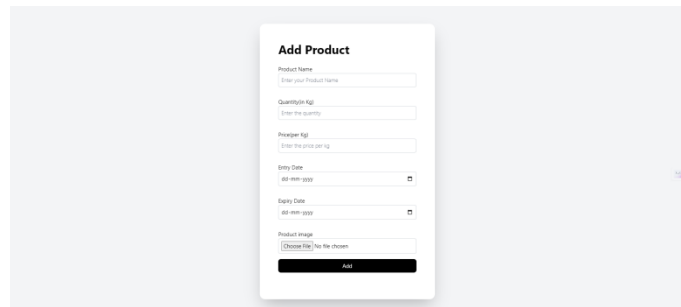 Add Product
Product Name
Enter your Product Name
Quantity(in Kg)
Enter the quantity
Price(per Kg)
Enter the price per kg
Entry Date
dd-mm-yyyy
Expiry Date
dd-mm-yyyy
Product image
Choose File No file chosen
Add